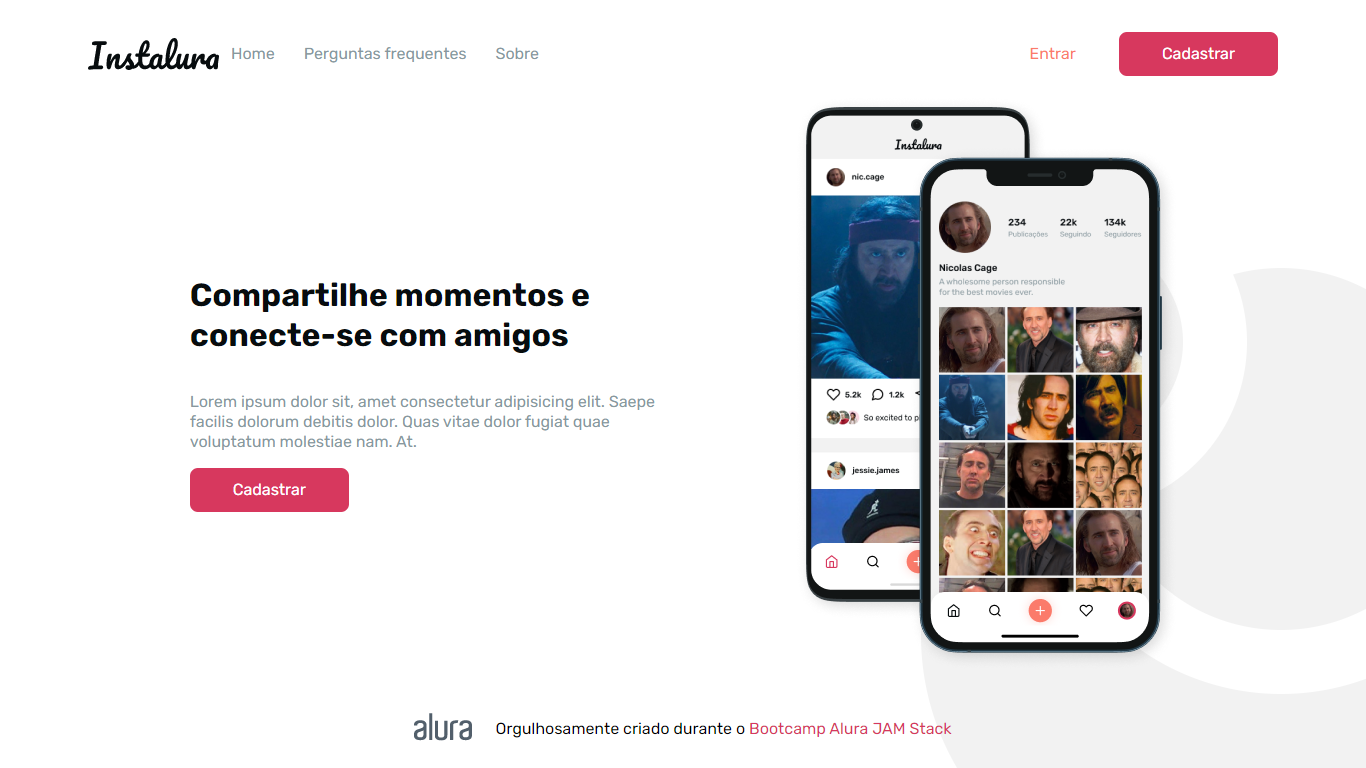 Instalura Home Perguntas frequentes Sobre Entrar Cadastrar
Compartilhe momentos e
conecte-se com amigos
Lorem ipsum dolor sit, amet consectetur adipisicing elit. Saepe
facilis dolorum debitis dolor. Quas vitae dolor fugiat quae
voluptatum molestiae nam. At.
Cadastrar
Instalura
nic.cage
5.2k 1.2k
So excited to pl
jessie.james
234 22k 134k
Publicações Seguindo Seguidores
Nicolas Cage
A wholesome person responsible
for the best movies ever.
alura Orgulhosamente criado durante o Bootcamp Alura JAM Stack